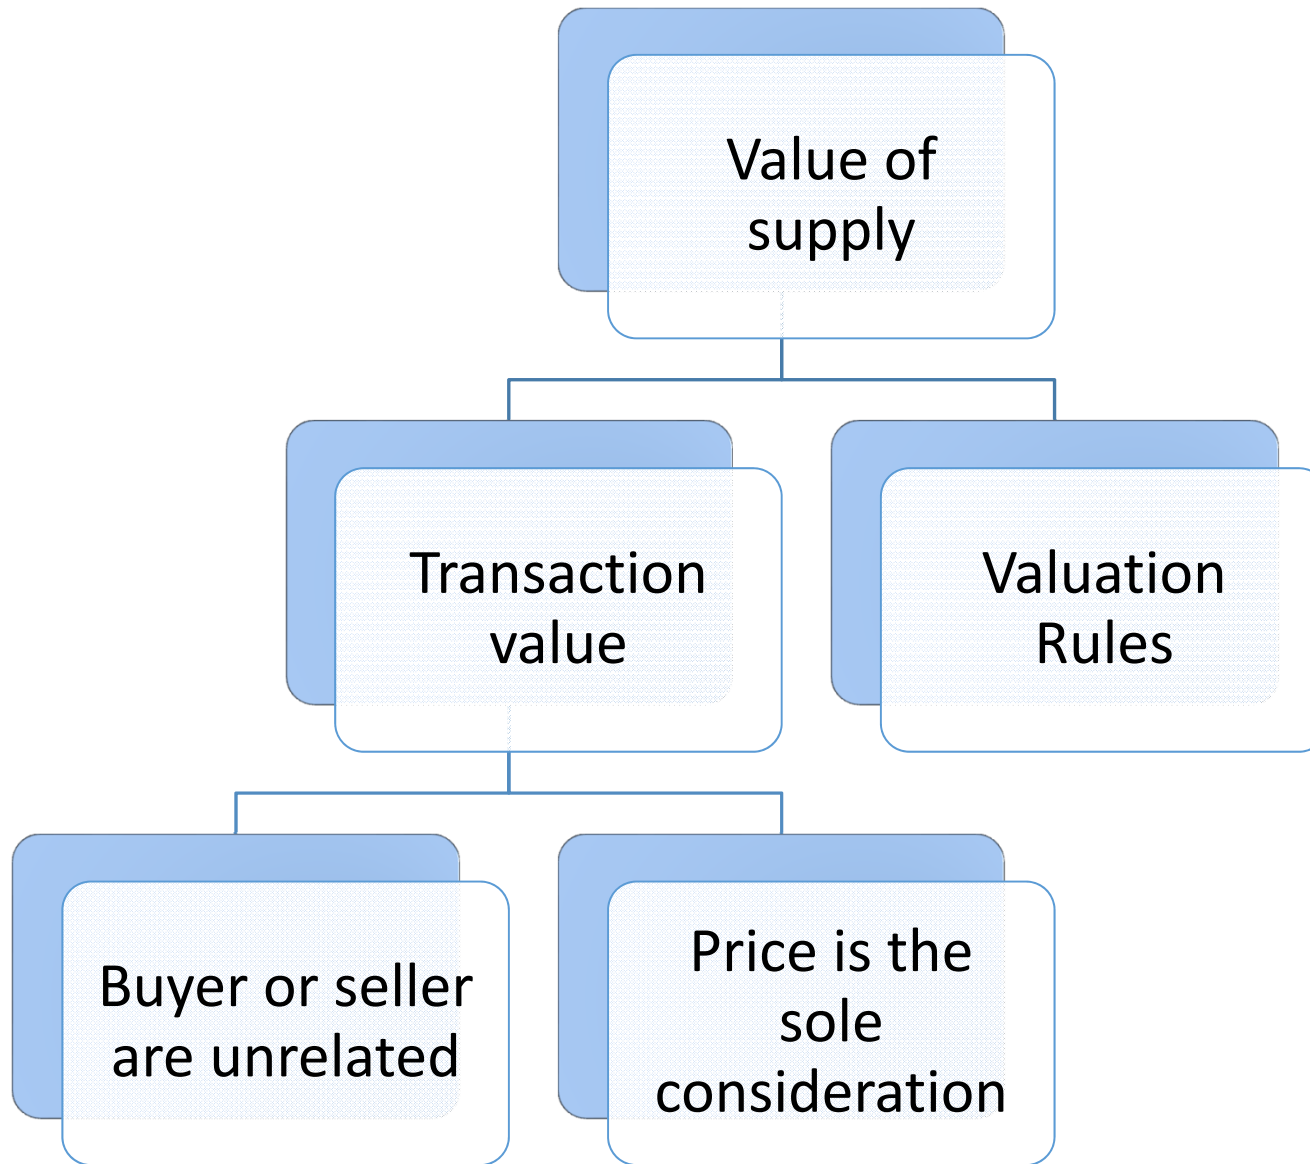 Value of
supply
Transaction
value
Valuation
Rules
Buyer or seller
are unrelated
Price is the
sole
consideration